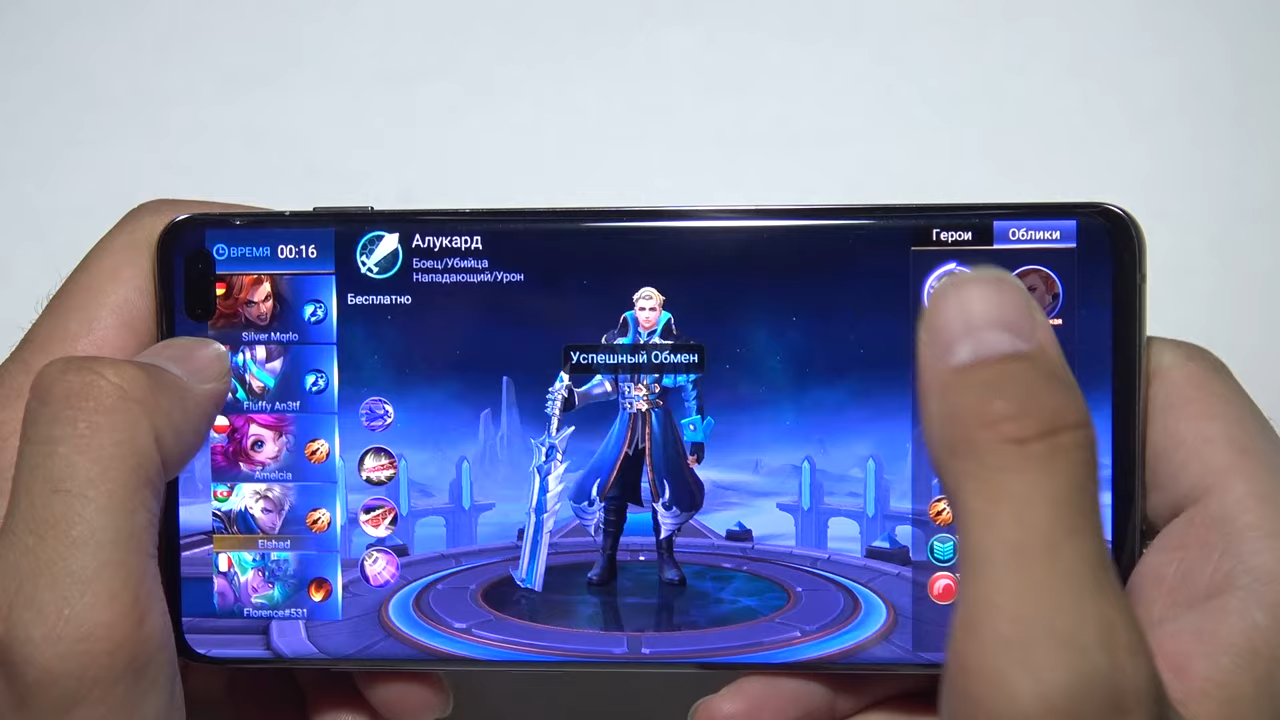 ВРЕМЯ 00:16
Silver Mqrlo
Fluffy An3tf
Amelcia
Elshad
Florence#531
Алукард
Боец/Убийца
Нападающий/Урон
Бесплатно
Успешный Обмен
Герои
Облики